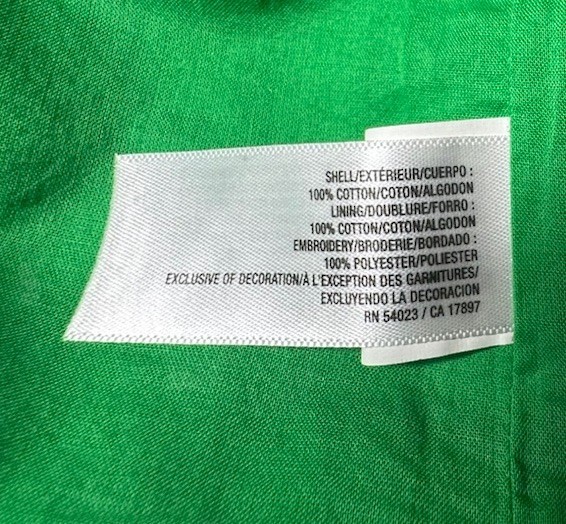 SHELL/EXTÉRIEUR/CUERPO :
100% COTTON/COTON/ALGODON
LINING/DOUBLURE/FORRO :
100% COTTON/COTON/ALGODON
EMBROIDERY/BRODERIE/BORDADO :
100% POLYESTER/POLIESTER
EXCLUSIVE OF DECORATION/À L'EXCEPTION DES GARNITURES/
EXCLUYENDO LA DECORACION
RN 54023 / CA 17897